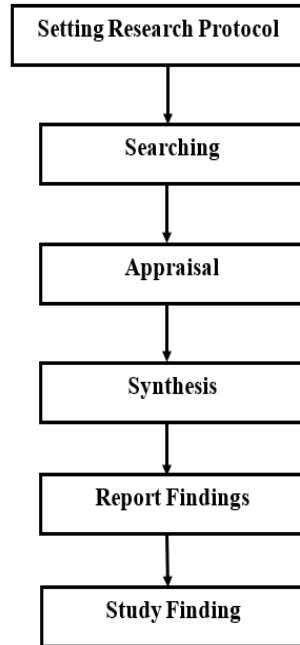 Setting Research Protocol
Searching
Appraisal
Synthesis
Report Findings
Study Finding